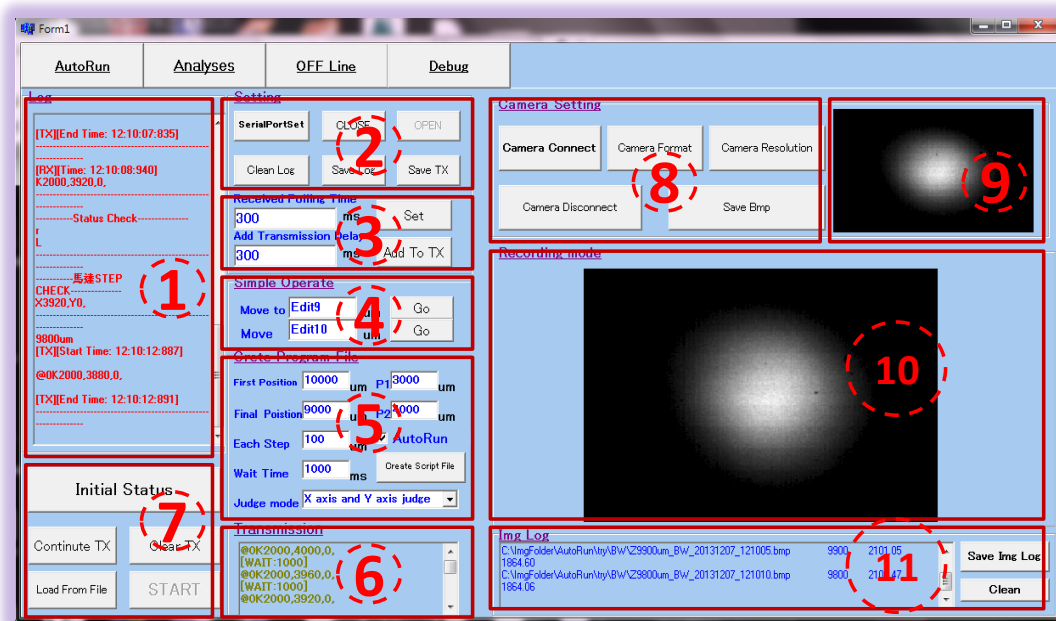 Form1
AutoRun
Analyses
OFF Line
Debug
Log
[TX][End Time: 12:10:07:835]
[RX][Time: 12:10:08:940]
K2000,3920,0,
----------Status Check--------------
r
L
----------馬達STEP
CHECK--------------
X3920,Y0,
9800um
[TX][Start Time: 12:10:12:887]
@0K2000,3880,0,
[TX][End Time: 12:10:12:891]
1
Setting
SerialPortSet
CLOSE
OPEN
Clean Log
Save Log
Save TX
2
Received Polling Time
300 ms Set
Add Transmission Delay
300 ms Add To TX
3
Simple Operate
Move to Edit9 um Go
Move Edit10 um Go
4
Crete Program File
First Position 10000 um P1 3000 um
Final Poistion 9000 um P2 4000 um
Each Step 100 um AutoRun
Wait Time 1000 ms Create Script File
Judge mode X axis and Y axis judge
5
Transmission
@0K2000,4000,0,
[WAIT:1000]
@0K2000,3960,0,
[WAIT:1000]
@0K2000,3920,0,
6
Initial Status
Continute TX
Clear TX
Load From File
START
7
Camera Setting
Camera Connect
Camera Format
Camera Resolution
Camera Disconnect
Save Bmp
8
9
Recording mode
10
Img Log
C:\ImgFolder\AutoRun\try\BW\Z9900um_BW_20131207_121005.bmp 9900 2101.05
1864.60
C:\ImgFolder\AutoRun\try\BW\Z9800um_BW_20131207_121010.bmp 9800
1864.06
11
Save Img Log
Clean